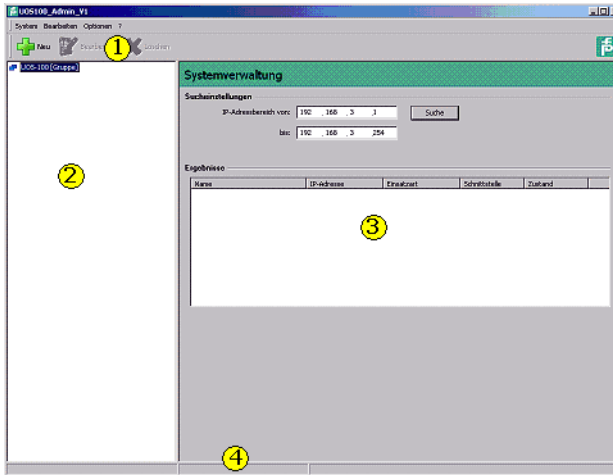 UOS100_Admin_V1
System Bearbeiten Optionen ?
Neu Bearbei 1 Löschen
UOS-100 [Gruppe]
Systemverwaltung
Sucheinstellungen
IP-Adressbereich von: 192 . 168 . 3 .1 Suche
bis: 192 . 168 . 3 .254
2
Ergebnisse
Name IP-Adresse Einsatzort Schnittstelle Zustand
3
4